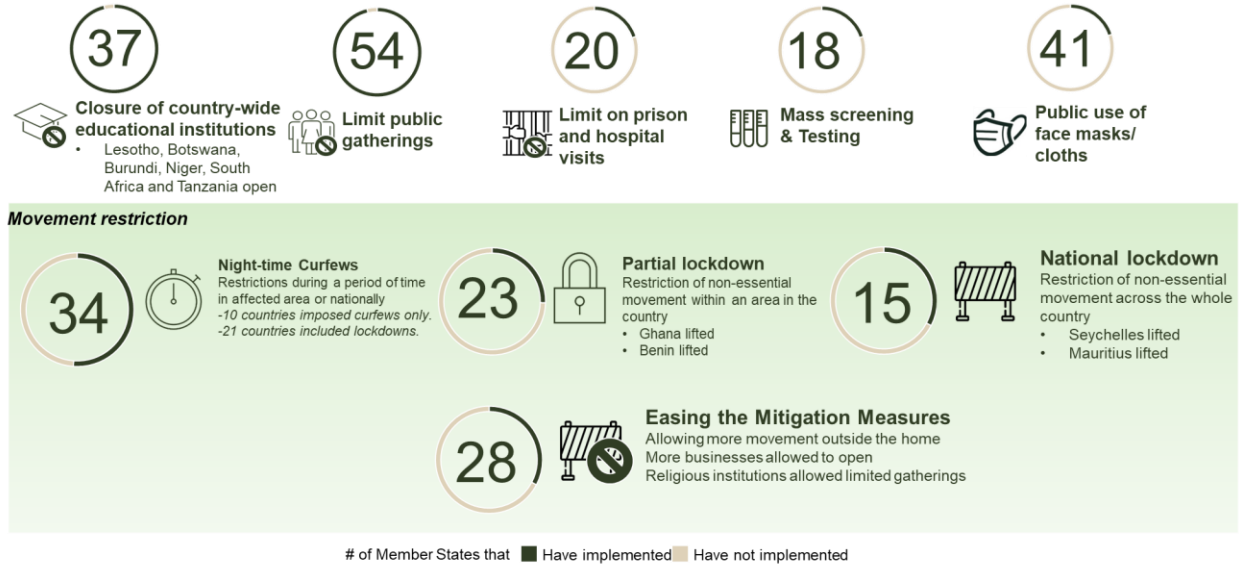 37
54
20
18
41
Closure of country-wide
educational institutions
• Lesotho, Botswana,
Burundi, Niger, South
Africa and Tanzania open
Limit public
gatherings
Limit on prison
and hospital
visits
Mass screening
& Testing
Public use of
face masks/
cloths
Movement restriction
34
Night-time Curfews
Restrictions during a period of time
in affected area or nationally
-10 countries imposed curfews only.
-21 countries included lockdowns.
23
Partial lockdown
Restriction of non-essential
movement within an area in the
country
• Ghana lifted
• Benin lifted
15
National lockdown
Restriction of non-essential
movement across the whole
country
• Seychelles lifted
• Mauritius lifted
28
Easing the Mitigation Measures
Allowing more movement outside the home
More businesses allowed to open
Religious institutions allowed limited gatherings
# of Member States that Have implemented Have not implemented